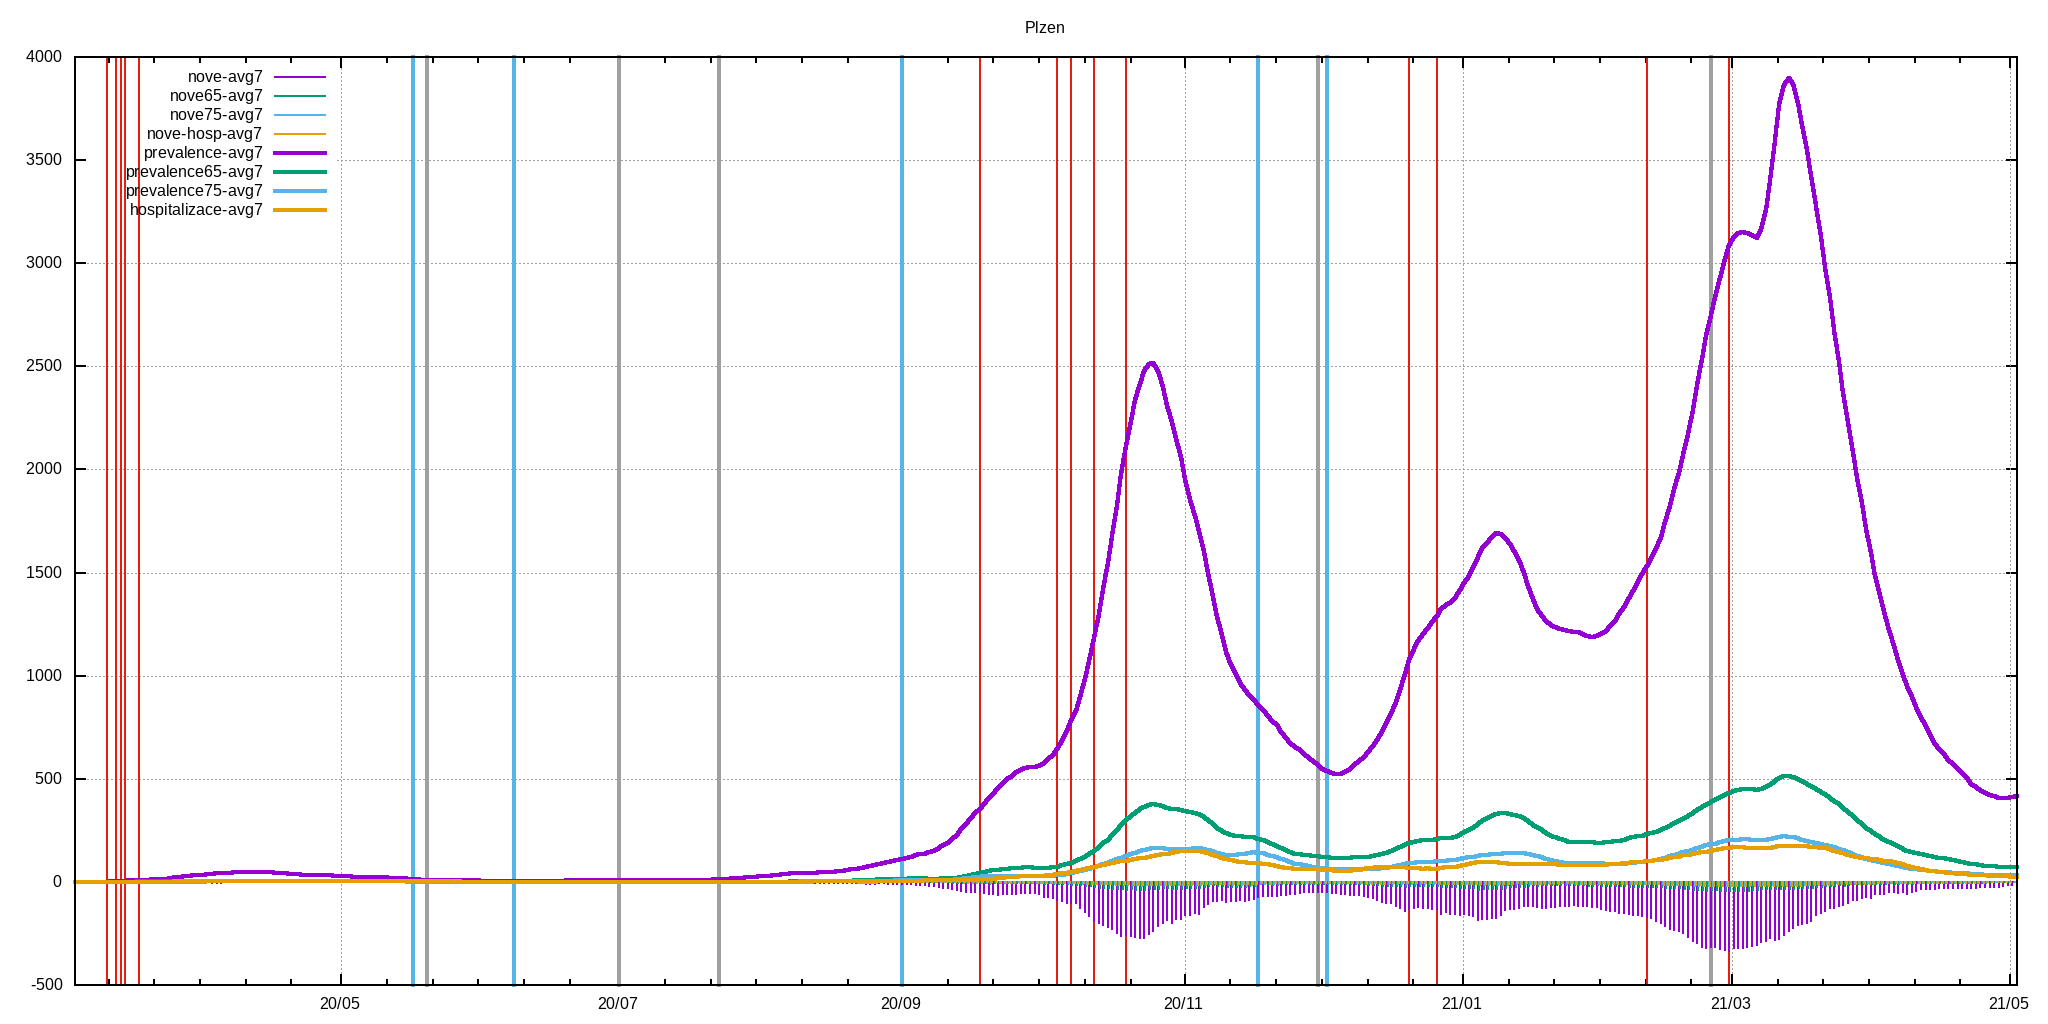 Plzen
4000
3500
3000
2500
2000
1500
1000
500
0
-500
nove-avg7
nove65-avg7
nove75-avg7
nove-hosp-avg7
prevalence-avg7
prevalence65-avg7
prevalence75-avg7
hospitalizace-avg7
20/05 20/07 20/09 20/11 21/01 21/03 21/05